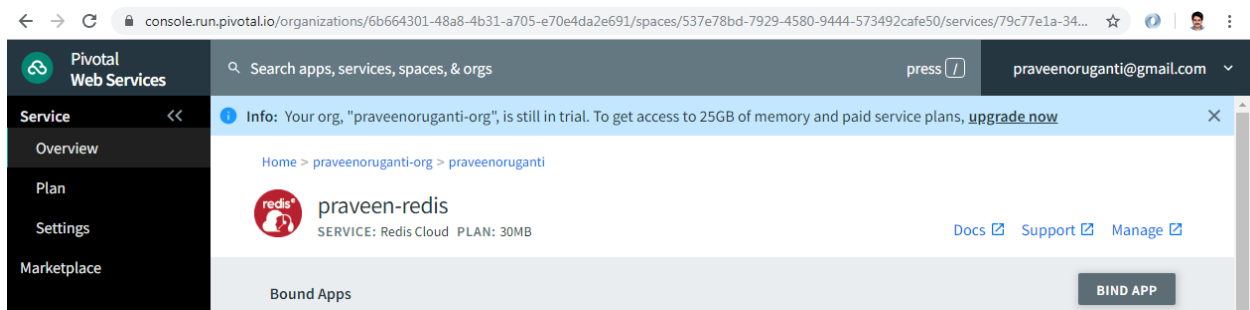 console.run.pivotal.io/organizations/6b664301-48a8-4b31-a705-e70e4da2e691/spaces/537e78bd-7929-4580-9444-573492cafe50/services/79c77e1a-34...
Pivotal
Web Services
Search apps, services, spaces, & orgs
press /
praveenoruganti@gmail.com
Service <<
Info: Your org, "praveenoruganti-org", is still in trial. To get access to 25GB of memory and paid service plans, upgrade now
Overview
Home > praveenoruganti-org > praveenoruganti
Plan
redis
praveen-redis
Settings
SERVICE: Redis Cloud PLAN: 30MB
Docs Support Manage
Marketplace
Bound Apps
BIND APP